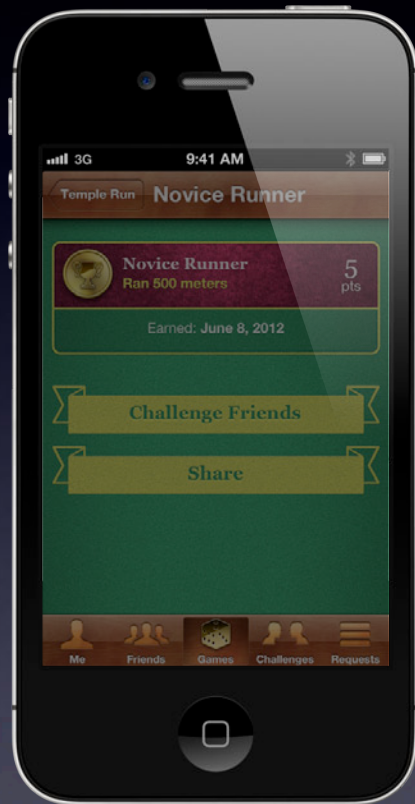 3G 9:41 AM
Temple Run Novice Runner
Novice Runner 5
Ran 500 meters pts
Earned: June 8, 2012
Challenge Friends
Share
Me Friends Games Challenges Requests